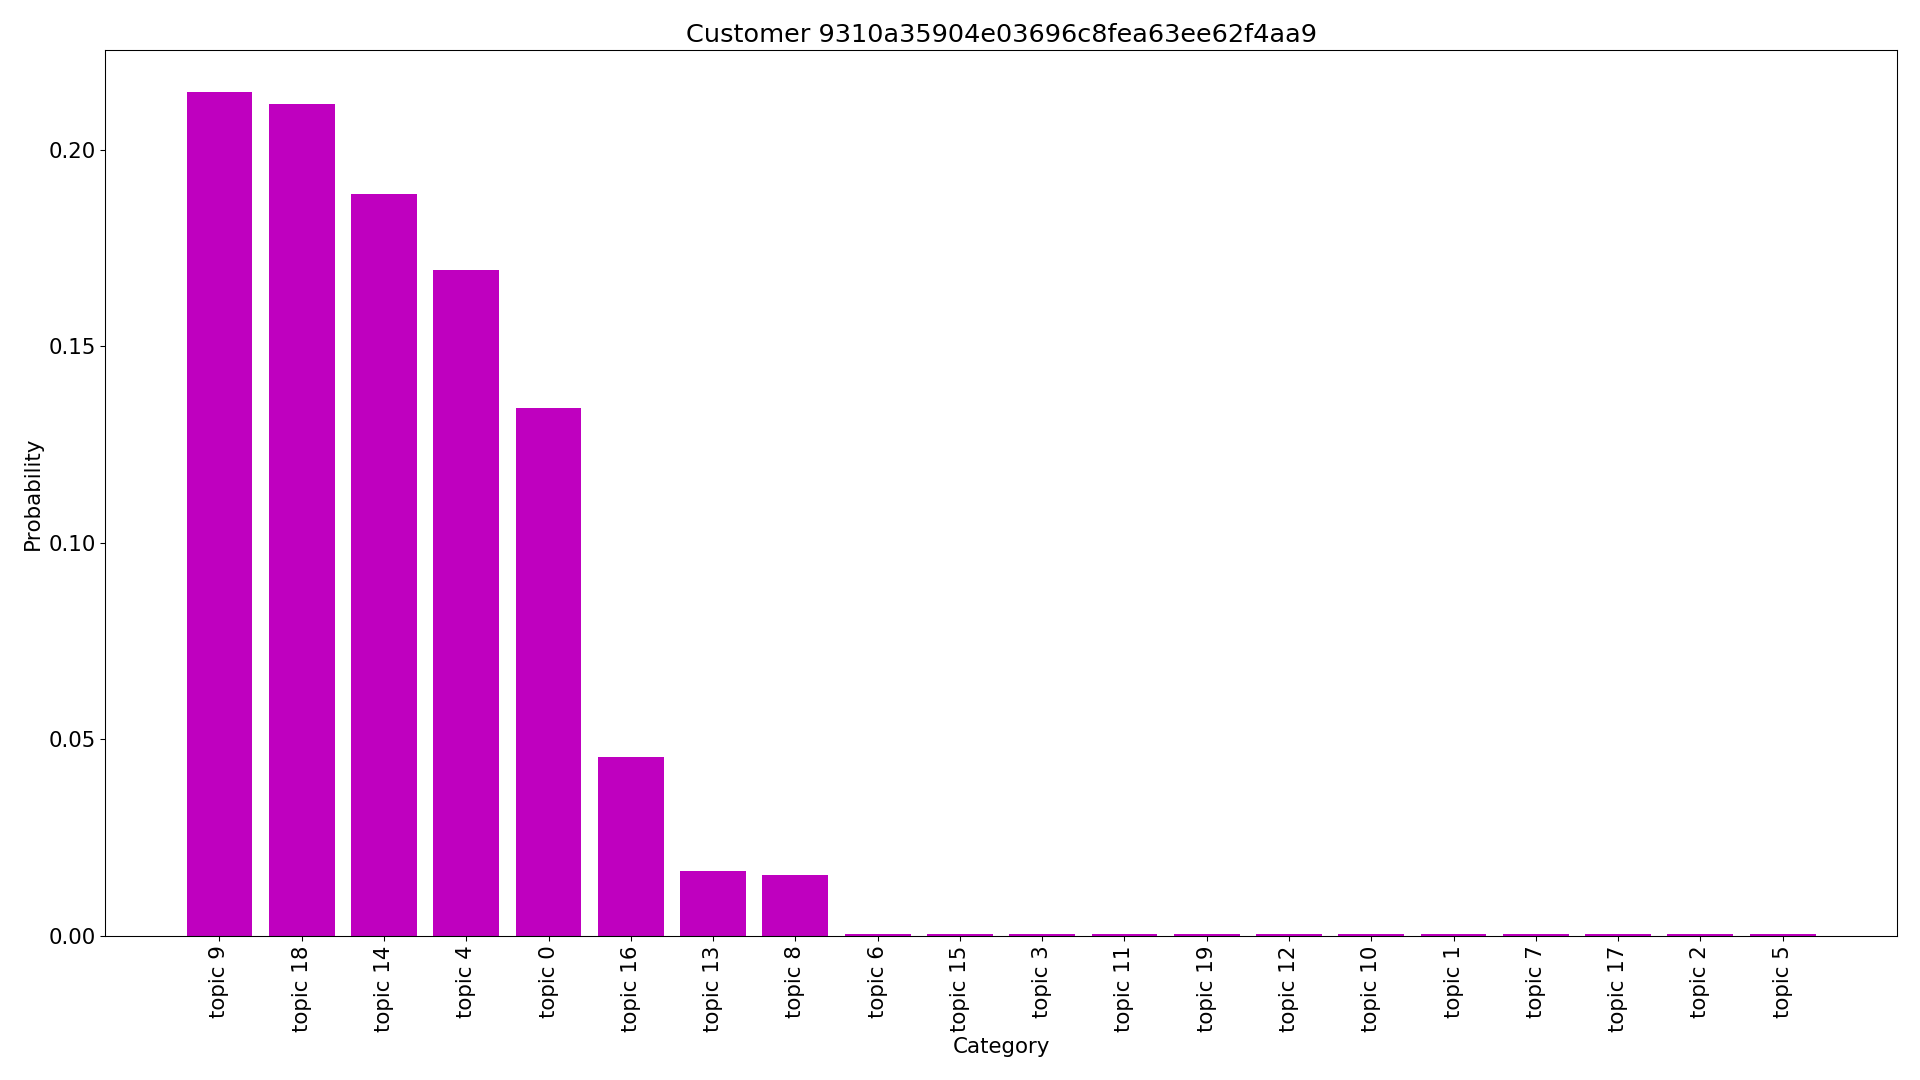 Customer 9310a35904e03696c8fea63ee62f4aa9
Probability
0.20
0.15
0.10
0.05
0.00
topic 9
topic 18
topic 14
topic 4
topic 0
topic 16
topic 13
topic 8
topic 6
topic 15
topic 3
topic 11
topic 19
topic 12
topic 10
topic 1
topic 7
topic 17
topic 2
topic 5
Category